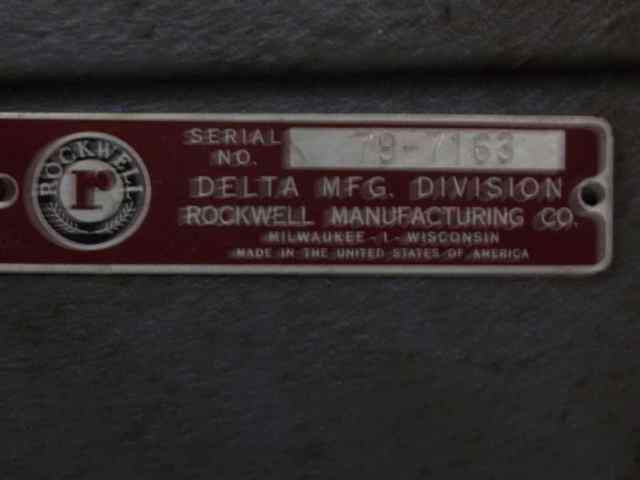 ROCKWELL
r
SERIAL NO. 79-7163
DELTA MFG. DIVISION
ROCKWELL MANUFACTURING CO.
MILWAUKEE - 1 - WISCONSIN
MADE IN THE UNITED STATES OF AMERICA